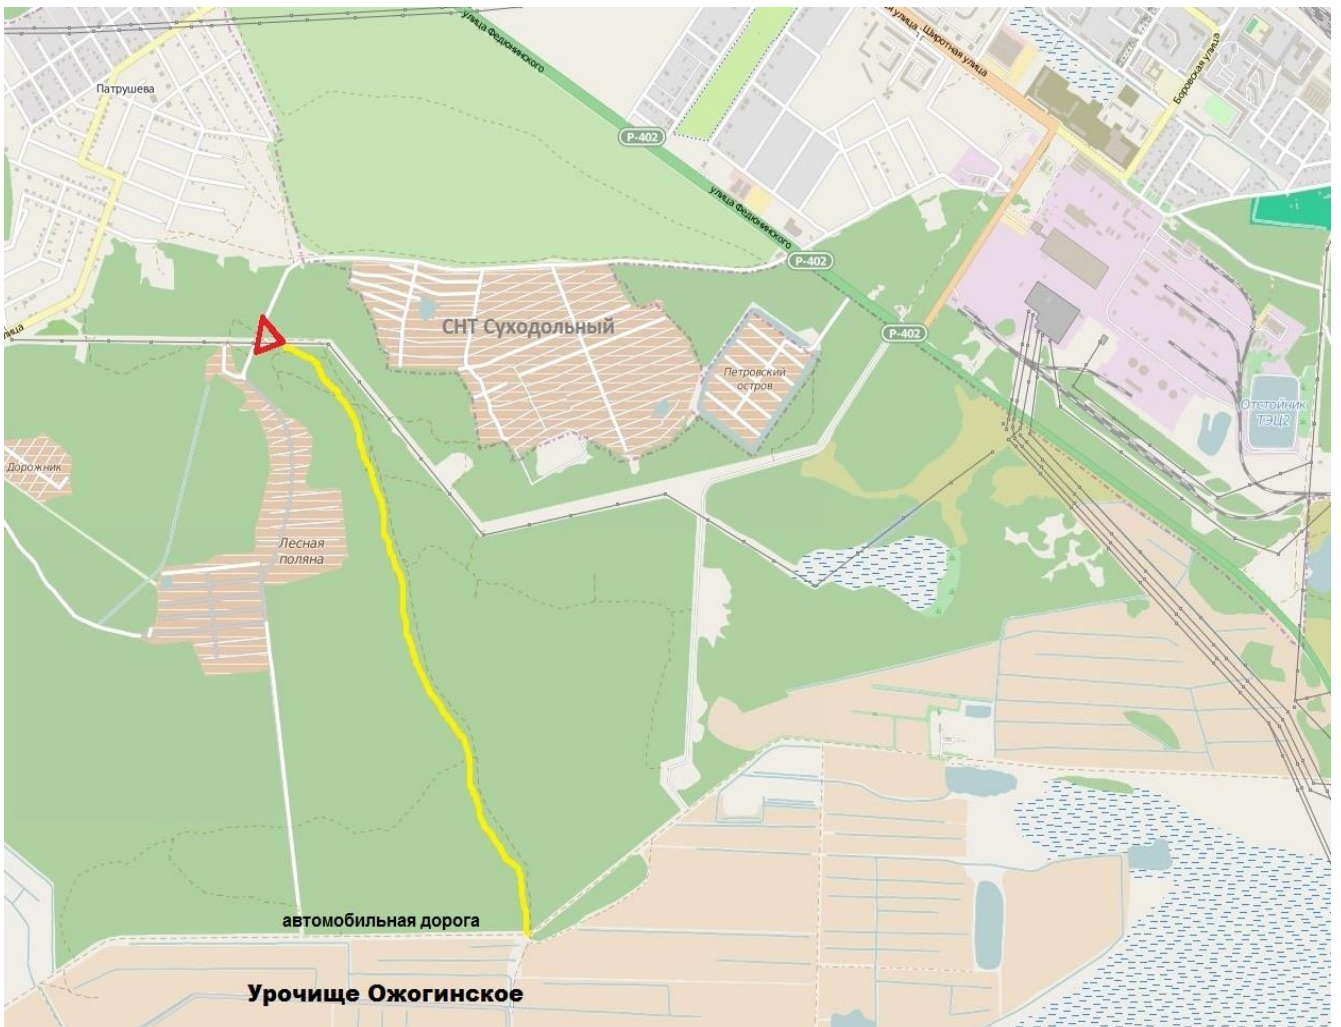 улица Федюнинского
Широтная улица
Боровская улица
Патрушева
Р-402
улица Федюнинского
Р-402
лица
СНТ Суходольный
Р-402
Петровский
остров
Отстойник
ТЭЦ2
Дорожник
Лесная
поляна
автомобильная дорога
Урочище Ожогинское